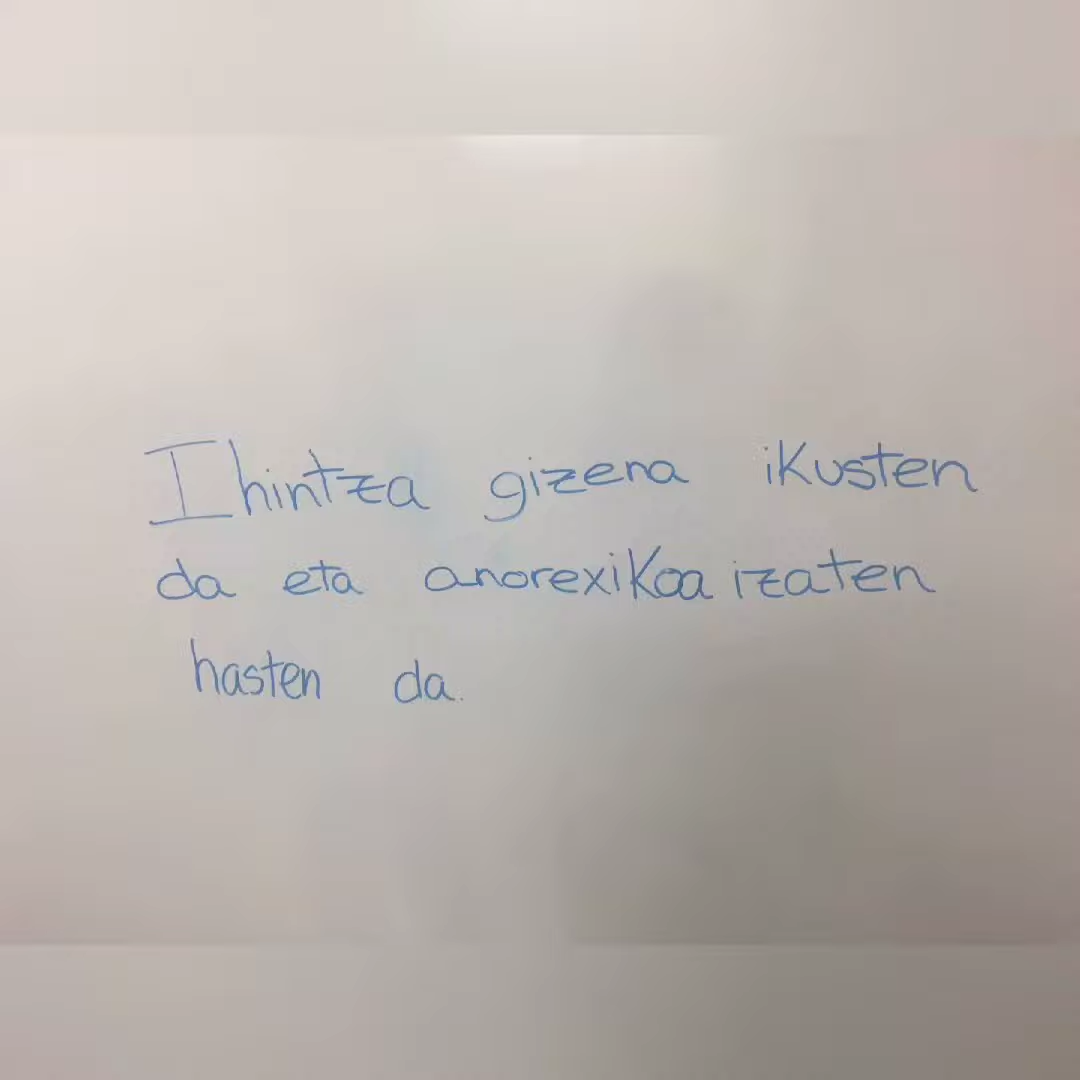 Ihintza gizena ikusten
da eta anorexikoa izaten
hasten da.